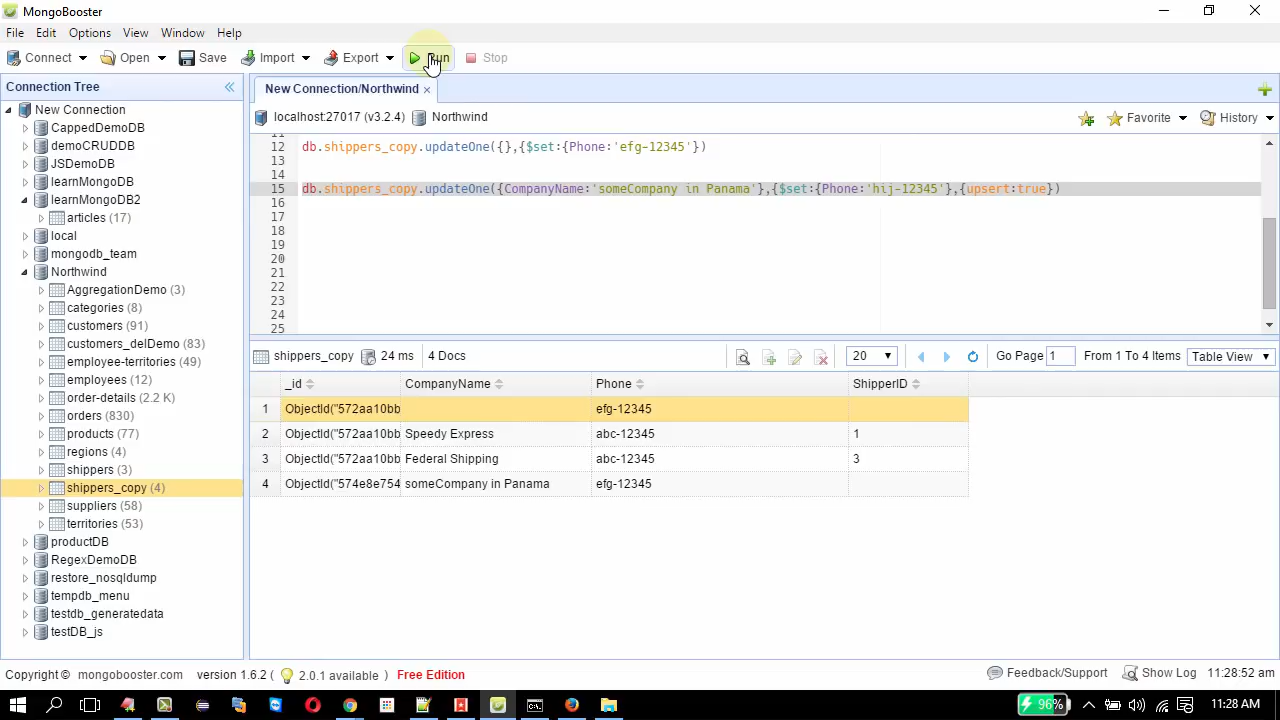 MongoBooster
File Edit Options View Window Help
Connect Open Save Import Export Run Stop
Connection Tree
New Connection/Northwind ×
New Connection
localhost:27017 (v3.2.4) Northwind
Favorite History
CappedDemoDB
demoCRUDDB
JSDemoDB
learnMongoDB
learnMongoDB2
articles (17)
local
mongodb_team
Northwind
AggregationDemo (3)
categories (8)
customers (91)
customers_delDemo (83)
employee-territories (49)
employees (12)
order-details (2.2 K)
orders (830)
products (77)
regions (4)
shippers (3)
shippers_copy (4)
suppliers (58)
territories (53)
productDB
RegexDemoDB
restore_nosqldump
tempdb_menu
testdb_generatedata
testDB_js
11
12 db.shippers_copy.updateOne({},{$set:{Phone:'efg-12345'})
13
14
15 db.shippers_copy.updateOne({CompanyName:'someCompany in Panama'},{$set:{Phone:'hij-12345'},{upsert:true})
16
17
18
19
20
21
22
23
24
25
shippers_copy 24 ms 4 Docs 20 Go Page 1 From 1 To 4 Items Table View
_id CompanyName Phone ShipperID
1 ObjectId("572aa10bb efg-12345
2 ObjectId("572aa10bb Speedy Express abc-12345 1
3 ObjectId("572aa10bb Federal Shipping abc-12345 3
4 ObjectId("574e8e754 someCompany in Panama efg-12345
Copyright © mongobooster.com version 1.6.2 ( 2.0.1 available ) Free Edition Feedback/Support Show Log 11:28:52 am
96% 11:28 AM